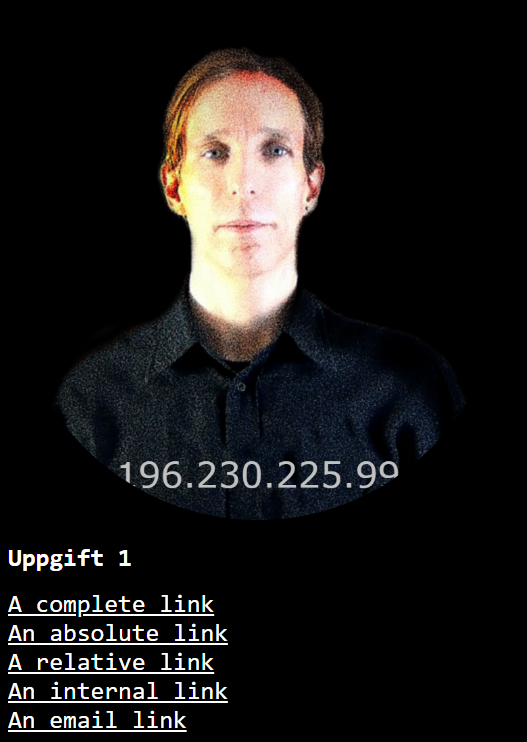 196.230.225.99
Uppgift 1
A complete link
An absolute link
A relative link
An internal link
An email link